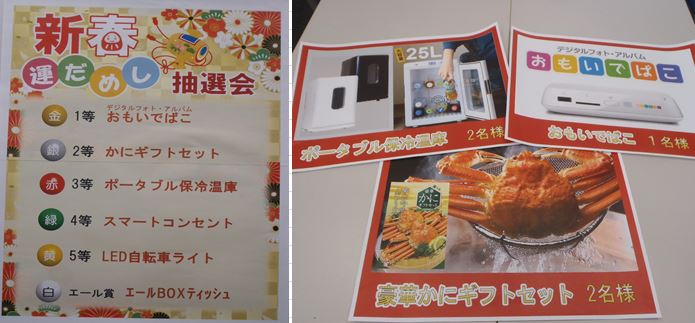 新春
運だめし 抽選会
金 1等 デジタルフォト・アルバム
おもいでばこ
銀 2等 かにギフトセット
赤 3等 ポータブル保冷温庫
緑 4等 スマートコンセント
黄 5等 LED自転車ライト
白 エール賞 エールBOXティッシュ
25L
ポータブル保冷温庫 2名様
デジタルフォト・アルバム
おもいでばこ
おもいでばこ 1名様
かに
ギフトセット
豪華かにギフトセット 2名様